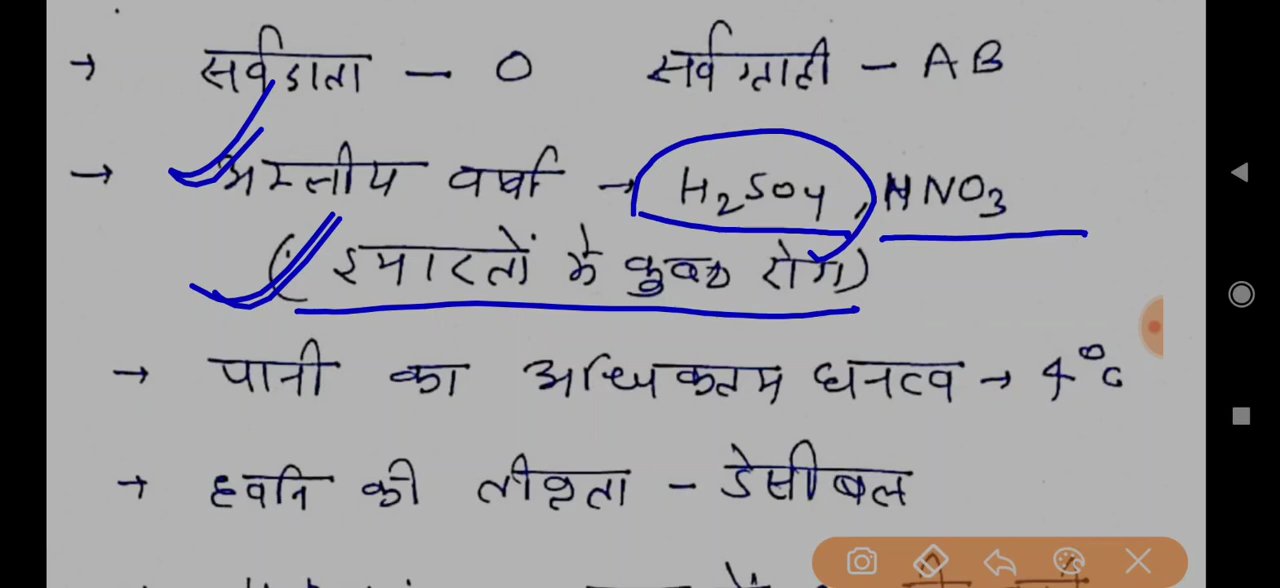 → सर्वदाता - O सर्वग्राही - AB
→ अम्लीय वर्षा → H₂SO₄, HNO₃
(इमारतों के कुष्ठ रोग)
→ पानी का अधिकतम घनत्व → 4°C
→ ध्वनि की तीव्रता - डेसीबल